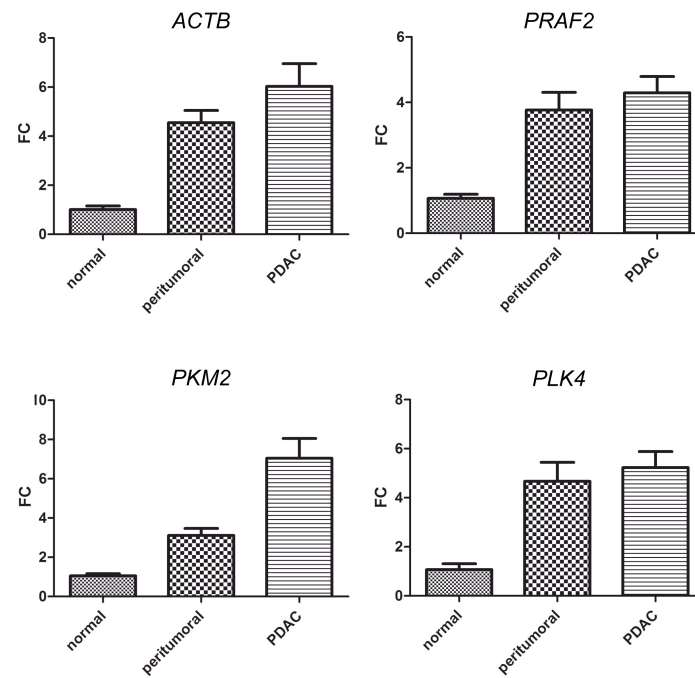 ACTB
8
6
4
2
0
FC
normal
peritumoral
PDAC
PRAF2
6
4
2
0
FC
normal
peritumoral
PDAC
PKM2
10
8
6
4
2
0
FC
normal
peritumoral
PDAC
PLK4
8
6
4
2
0
FC
normal
peritumoral
PDAC